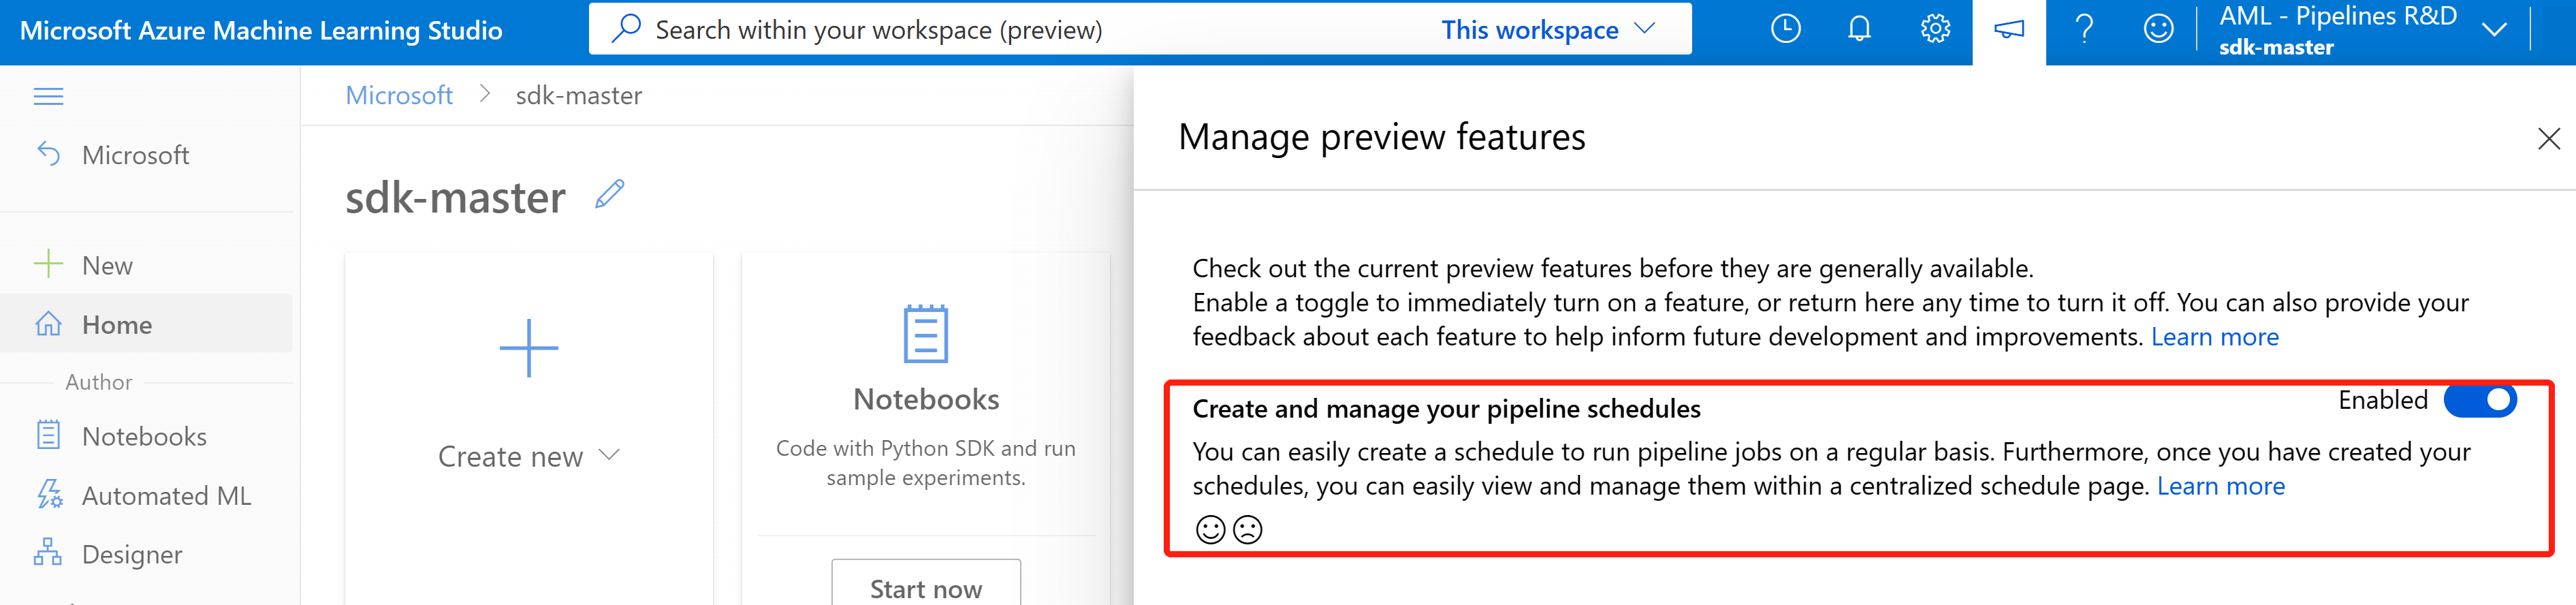 Microsoft Azure Machine Learning Studio
Search within your workspace (preview)
This workspace
AML - Pipelines R&D
sdk-master
Microsoft > sdk-master
Microsoft
sdk-master
New
Home
Author
Notebooks
Automated ML
Designer
Create new
Notebooks
Code with Python SDK and run
sample experiments.
Start now
Manage preview features
Check out the current preview features before they are generally available.
Enable a toggle to immediately turn on a feature, or return here any time to turn it off. You can also provide your
feedback about each feature to help inform future development and improvements. Learn more
Create and manage your pipeline schedules
Enabled
You can easily create a schedule to run pipeline jobs on a regular basis. Furthermore, once you have created your
schedules, you can easily view and manage them within a centralized schedule page. Learn more